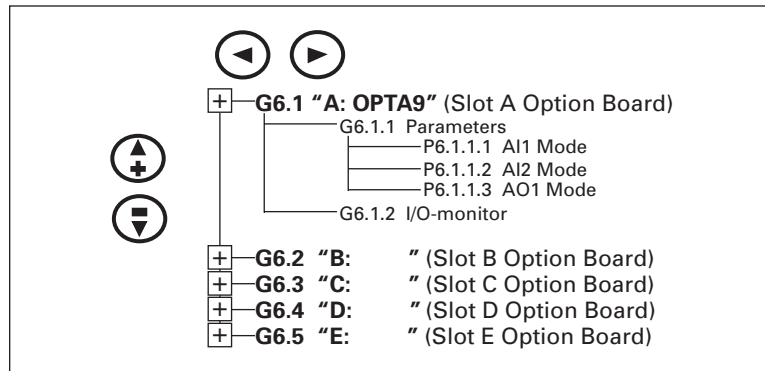 G6.1 “A: OPTA9” (Slot A Option Board)
G6.1.1 Parameters
P6.1.1.1 AI1 Mode
P6.1.1.2 AI2 Mode
P6.1.1.3 AO1 Mode
G6.1.2 I/O-monitor
G6.2 “B: ” (Slot B Option Board)
G6.3 “C: ” (Slot C Option Board)
G6.4 “D: ” (Slot D Option Board)
G6.5 “E: ” (Slot E Option Board)